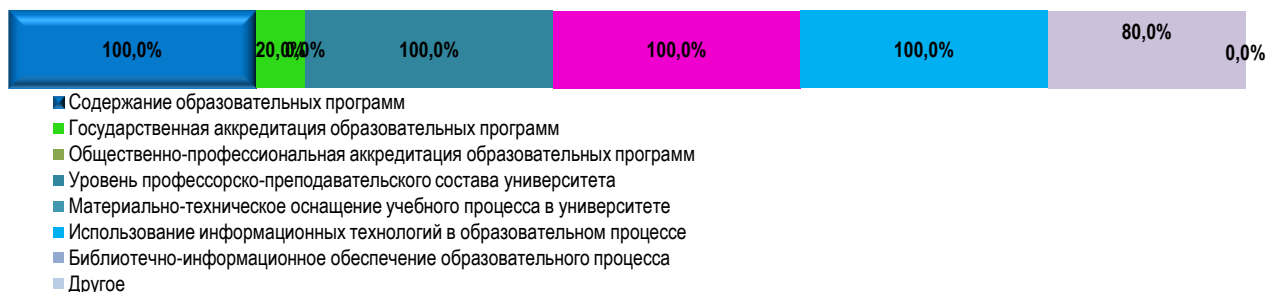 100,0% 20,0% 0,0% 100,0% 100,0% 100,0% 80,0% 0,0%
Содержание образовательных программ
Государственная аккредитация образовательных программ
Общественно-профессиональная аккредитация образовательных программ
Уровень профессорско-преподавательского состава университета
Материально-техническое оснащение учебного процесса в университете
Использование информационных технологий в образовательном процессе
Библиотечно-информационное обеспечение образовательного процесса
Другое